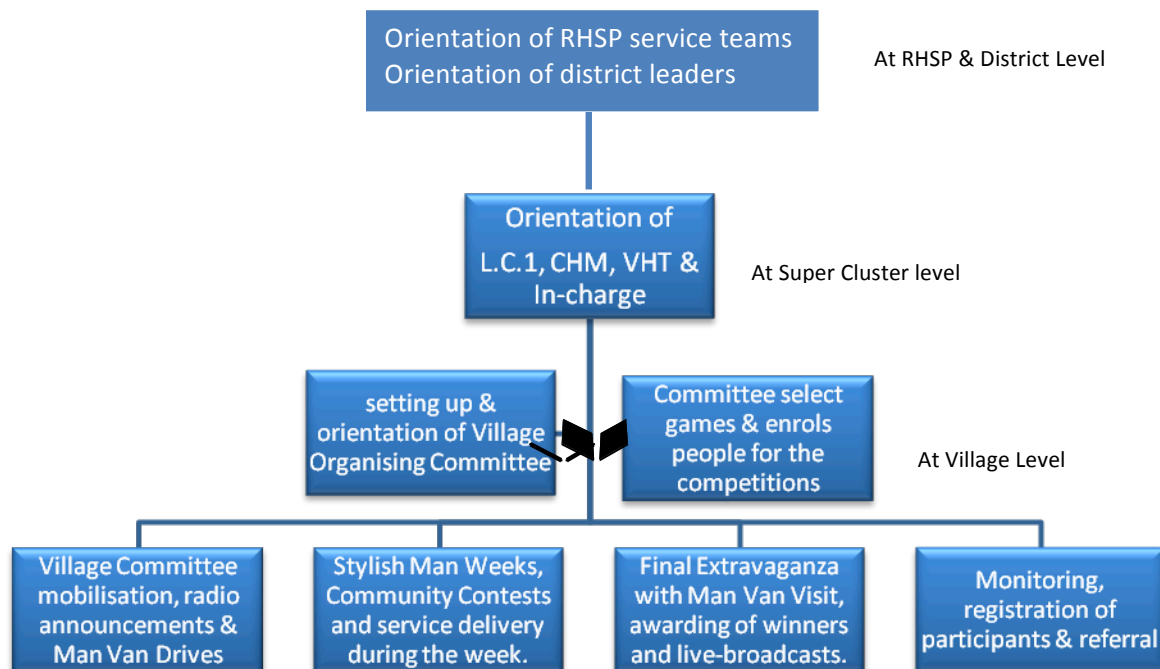 Orientation of RHSP service teams
Orientation of district leaders
At RHSP & District Level
Orientation of
L.C.1, CHM, VHT &
In-charge
At Super Cluster level
setting up &
orientation of Village
Organising Committee
Committee select
games & enrols
people for the
competitions
At Village Level
Village Committee
mobilisation, radio
announcements &
Man Van Drives
Stylish Man Weeks,
Community Contests
and service delivery
during the week.
Final Extravaganza
with Man Van Visit,
awarding of winners
and live-broadcasts.
Monitoring,
registration of
participants & referral